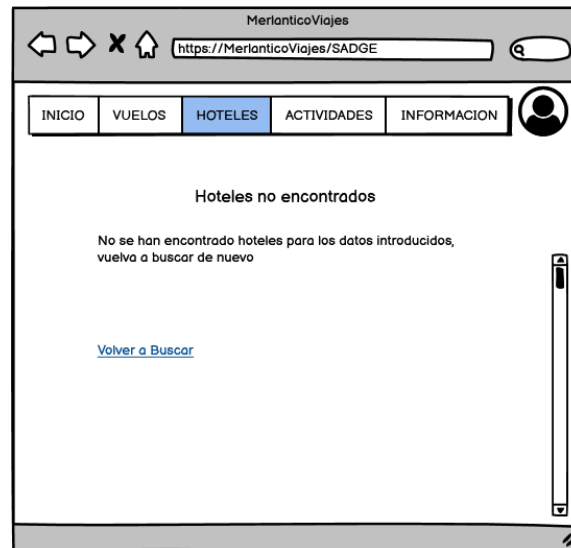 MerlanticoViajes
https://MerlanticoViajes/SADGE
INICIO VUELOS HOTELES ACTIVIDADES INFORMACION
Hoteles no encontrados
No se han encontrado hoteles para los datos introducidos,
vuelva a buscar de nuevo
Volver a Buscar